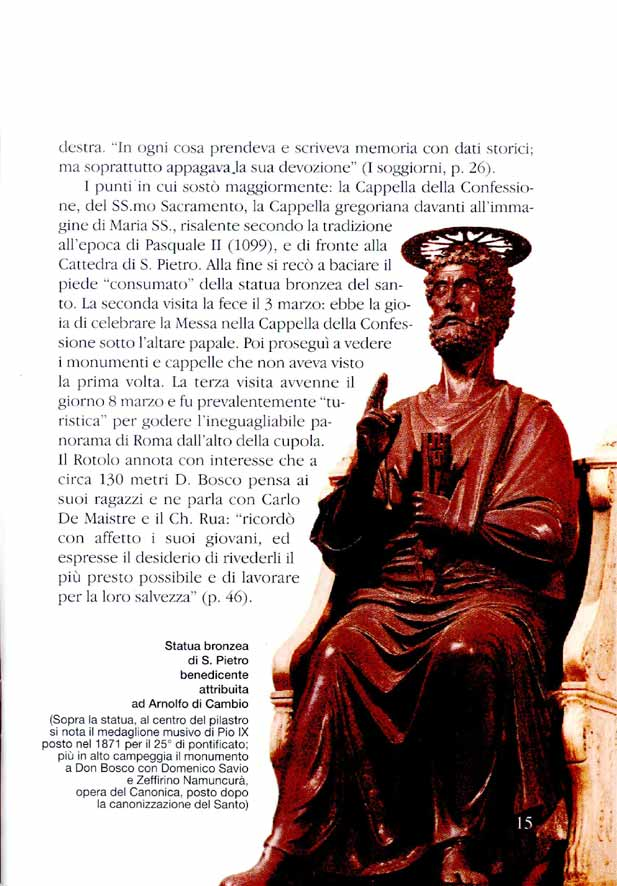 destra. “In ogni cosa prendeva e scriveva memoria con dati storici;
ma soprattutto appagava la sua devozione” (I soggiorni, p. 26).
I punti in cui sostò maggiormente: la Cappella della Confessio-
ne, del SS.mo Sacramento, la Cappella gregoriana davanti all'imma-
gine di Maria SS., risalente secondo la tradizione
all'epoca di Pasquale II (1099), e di fronte alla
Cattedra di S. Pietro. Alla fine si recò a baciare il
piede “consumato” della statua bronzea del san-
to. La seconda visita la fece il 3 marzo: ebbe la gio-
ia di celebrare la Messa nella Cappella della Confes-
sione sotto l'altare papale. Poi proseguì a vedere
i monumenti e cappelle che non aveva visto
la prima volta. La terza visita avvenne il
giorno 8 marzo e fu prevalentemente “tu-
ristica” per godere l'ineguagliabile pa-
norama di Roma dall'alto della cupola.
Il Rotolo annota con interesse che a
circa 130 metri D. Bosco pensa ai
suoi ragazzi e ne parla con Carlo
De Maistre e il Ch. Rua: “ricordò
con affetto i suoi giovani, ed
espresse il desiderio di rivederli il
più presto possibile e di lavorare
per la loro salvezza” (p. 46).
Statua bronzea
di S. Pietro
benedicente
attribuita
ad Arnolfo di Cambio
(Sopra la statua, al centro del pilastro
si nota il medaglione musivo di Pio IX
posto nel 1871 per il 25° di pontificato;
più in alto campeggia il monumento
a Don Bosco con Domenico Savio
e Zeffirino Namuncurà,
opera del Canonica, posto dopo
la canonizzazione del Santo)
15